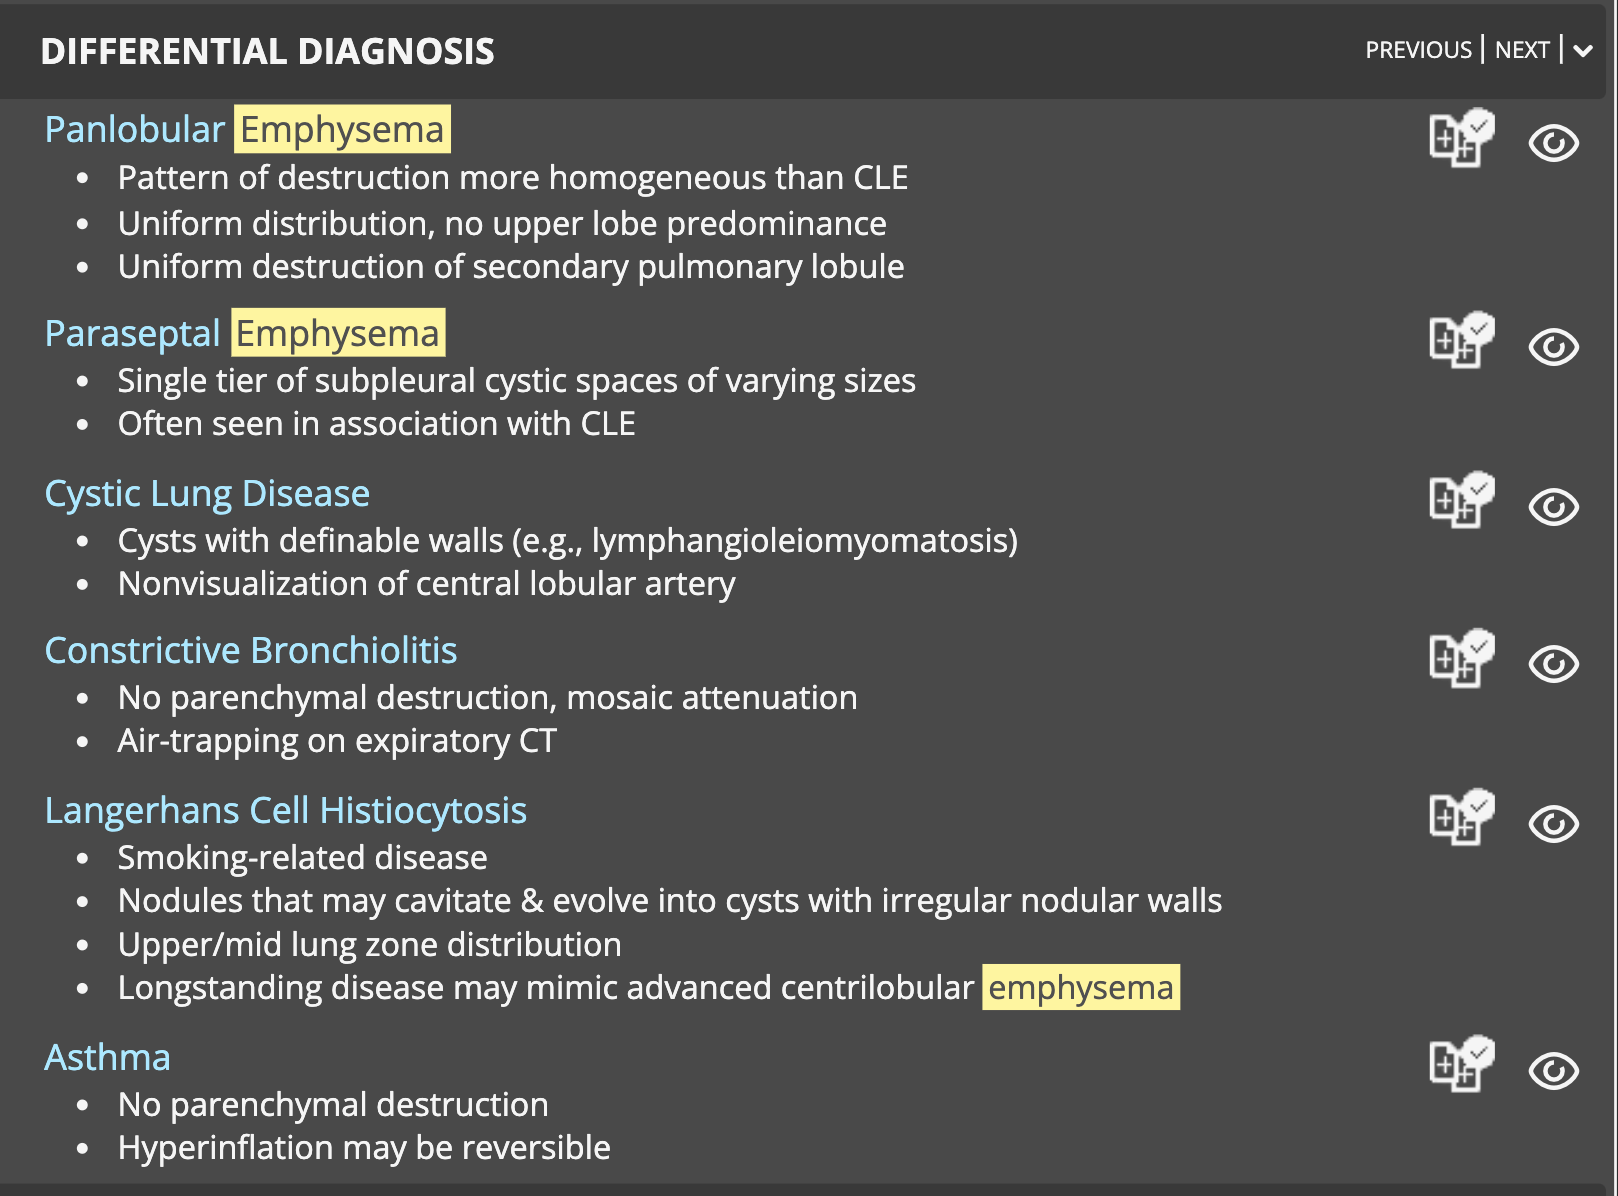 DIFFERENTIAL DIAGNOSIS
PREVIOUS | NEXT |
Panlobular Emphysema
• Pattern of destruction more homogeneous than CLE
• Uniform distribution, no upper lobe predominance
• Uniform destruction of secondary pulmonary lobule
Paraseptal Emphysema
• Single tier of subpleural cystic spaces of varying sizes
• Often seen in association with CLE
Cystic Lung Disease
• Cysts with definable walls (e.g., lymphangioleiomyomatosis)
• Nonvisualization of central lobular artery
Constrictive Bronchiolitis
• No parenchymal destruction, mosaic attenuation
• Air-trapping on expiratory CT
Langerhans Cell Histiocytosis
• Smoking-related disease
• Nodules that may cavitate & evolve into cysts with irregular nodular walls
• Upper/mid lung zone distribution
• Longstanding disease may mimic advanced centrilobular emphysema
Asthma
• No parenchymal destruction
• Hyperinflation may be reversible